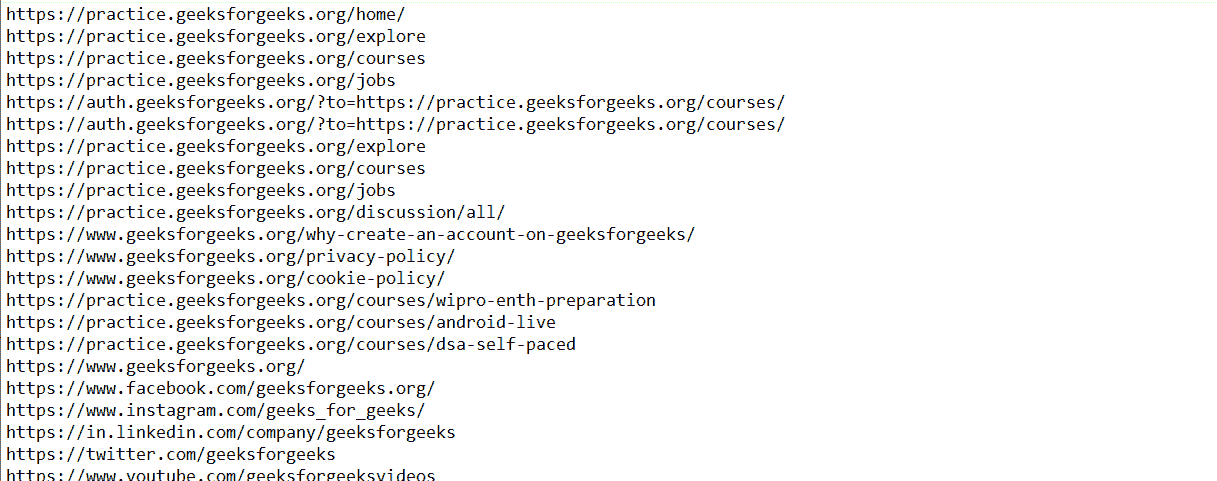 https://practice.geeksforgeeks.org/home/
https://practice.geeksforgeeks.org/explore
https://practice.geeksforgeeks.org/courses
https://practice.geeksforgeeks.org/jobs
https://auth.geeksforgeeks.org/?to=https://practice.geeksforgeeks.org/courses/
https://auth.geeksforgeeks.org/?to=https://practice.geeksforgeeks.org/courses/
https://practice.geeksforgeeks.org/explore
https://practice.geeksforgeeks.org/courses
https://practice.geeksforgeeks.org/jobs
https://practice.geeksforgeeks.org/discussion/all/
https://www.geeksforgeeks.org/why-create-an-account-on-geeksforgeeks/
https://www.geeksforgeeks.org/privacy-policy/
https://www.geeksforgeeks.org/cookie-policy/
https://practice.geeksforgeeks.org/courses/wipro-enth-preparation
https://practice.geeksforgeeks.org/courses/android-live
https://practice.geeksforgeeks.org/courses/dsa-self-paced
https://www.geeksforgeeks.org/
https://www.facebook.com/geeksforgeeks.org/
https://www.instagram.com/geeks_for_geeks/
https://in.linkedin.com/company/geeksforgeeks
https://twitter.com/geeksforgeeks
https://www.youtube.com/geeksforgeeksvideos